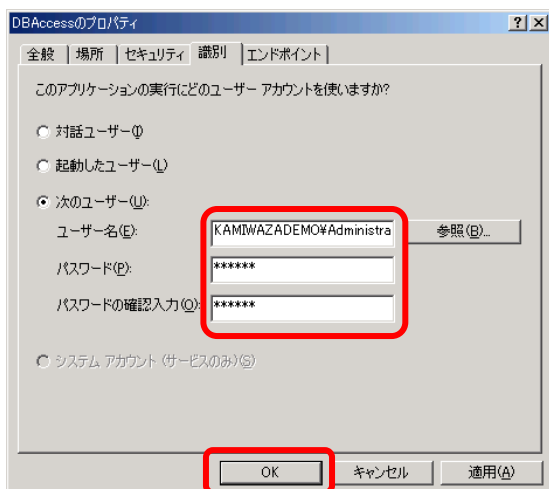 DBAccessのプロパティ
全般 場所 セキュリティ 識別 エンドポイント
このアプリケーションの実行にどのユーザー アカウントを使いますか?
対話ユーザー(I)
起動したユーザー(L)
次のユーザー(U):
ユーザー名(E): KAMIWAZADEMO¥Administra 参照(B)...
パスワード(P): ******
パスワードの確認入力(O): ******
システム アカウント (サービスのみ)(S)
OK キャンセル 適用(A)